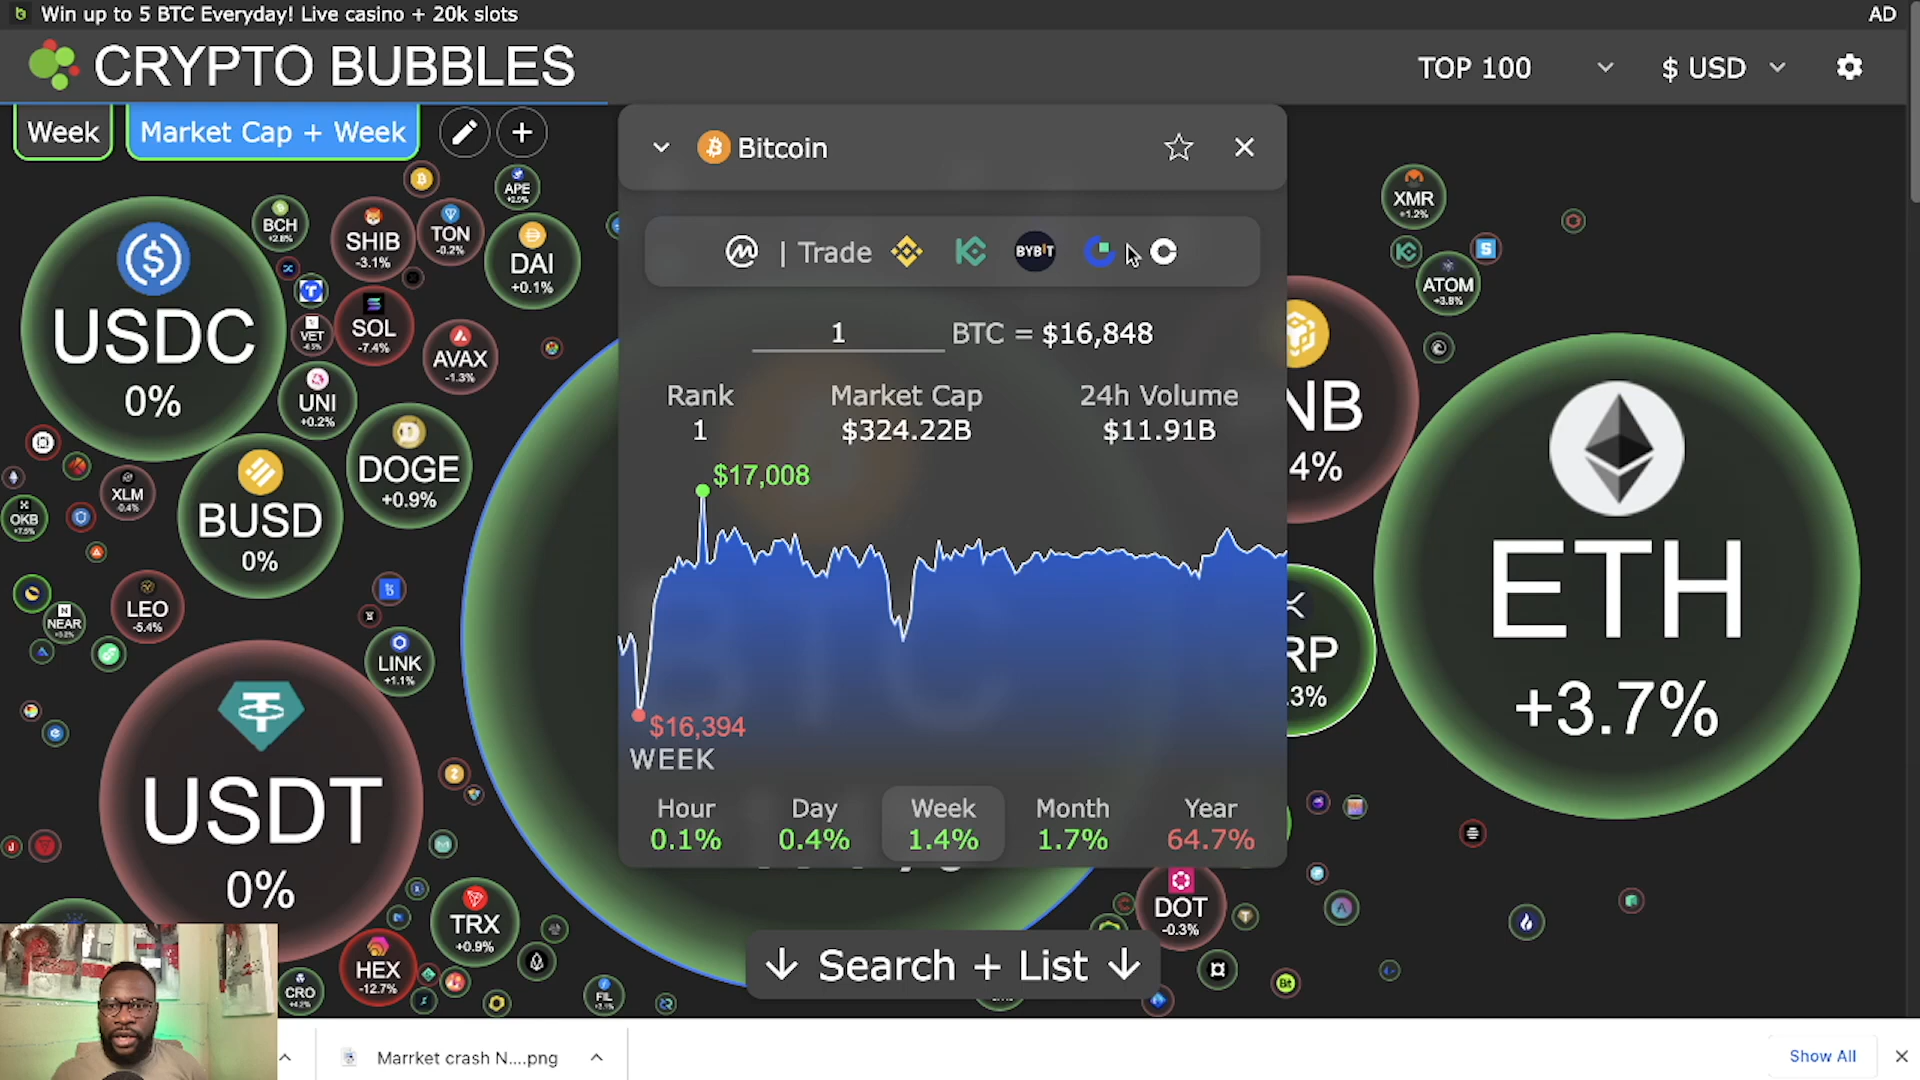 Win up to 5 BTC Everyday! Live casino + 20k slots
AD
CRYPTO BUBBLES
TOP 100
$ USD
Week
Market Cap + Week
Bitcoin
| Trade
BYBIT
1 BTC = $16,848
Rank
1
Market Cap
$324.22B
24h Volume
$11.91B
$17,008
$16,394
WEEK
Hour
0.1%
Day
0.4%
Week
1.4%
Month
1.7%
Year
64.7%
↓ Search + List ↓
USDC
0%
BCH
+2.8%
SHIB
-3.1%
TON
-0.2%
APE
DAI
+0.1%
VET
SOL
-7.4%
AVAX
-1.3%
UNI
+0.2%
DOGE
+0.9%
BUSD
0%
XLM
-0.4%
OKB
LEO
-5.4%
NEAR
LINK
+1.1%
USDT
0%
TRX
+0.9%
HEX
-12.7%
CRO
FIL
BTC
NB
4%
RP
.3%
DOT
-0.3%
XMR
+1.2%
ATOM
+3.8%
ETH
+3.7%
Marrket crash N....png
Show All